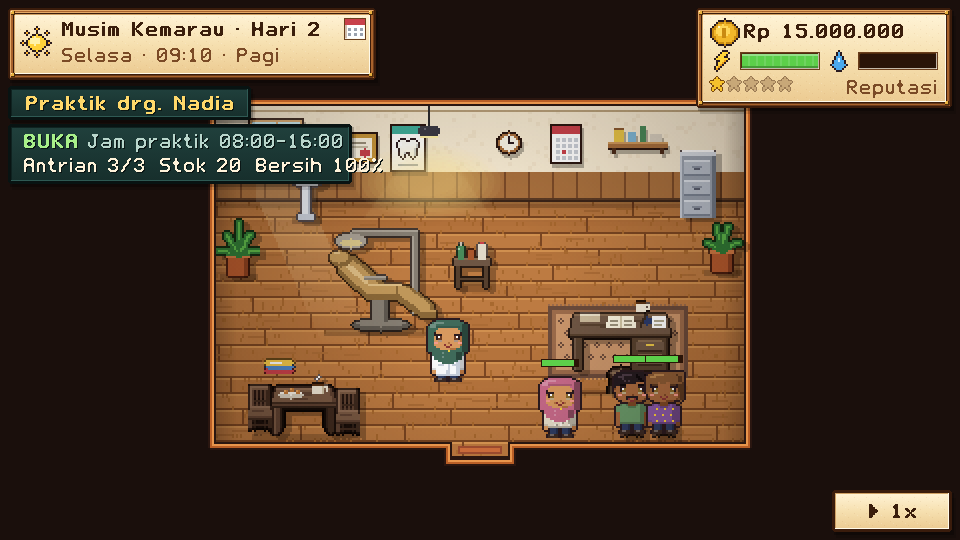 Musim Kemarau · Hari 2
Selasa · 09:10 · Pagi
Rp 15.000.000
Reputasi
Praktik drg. Nadia
BUKA Jam praktik 08:00-16:00
Antrian 3/3 Stok 20 Bersih 100%
1x